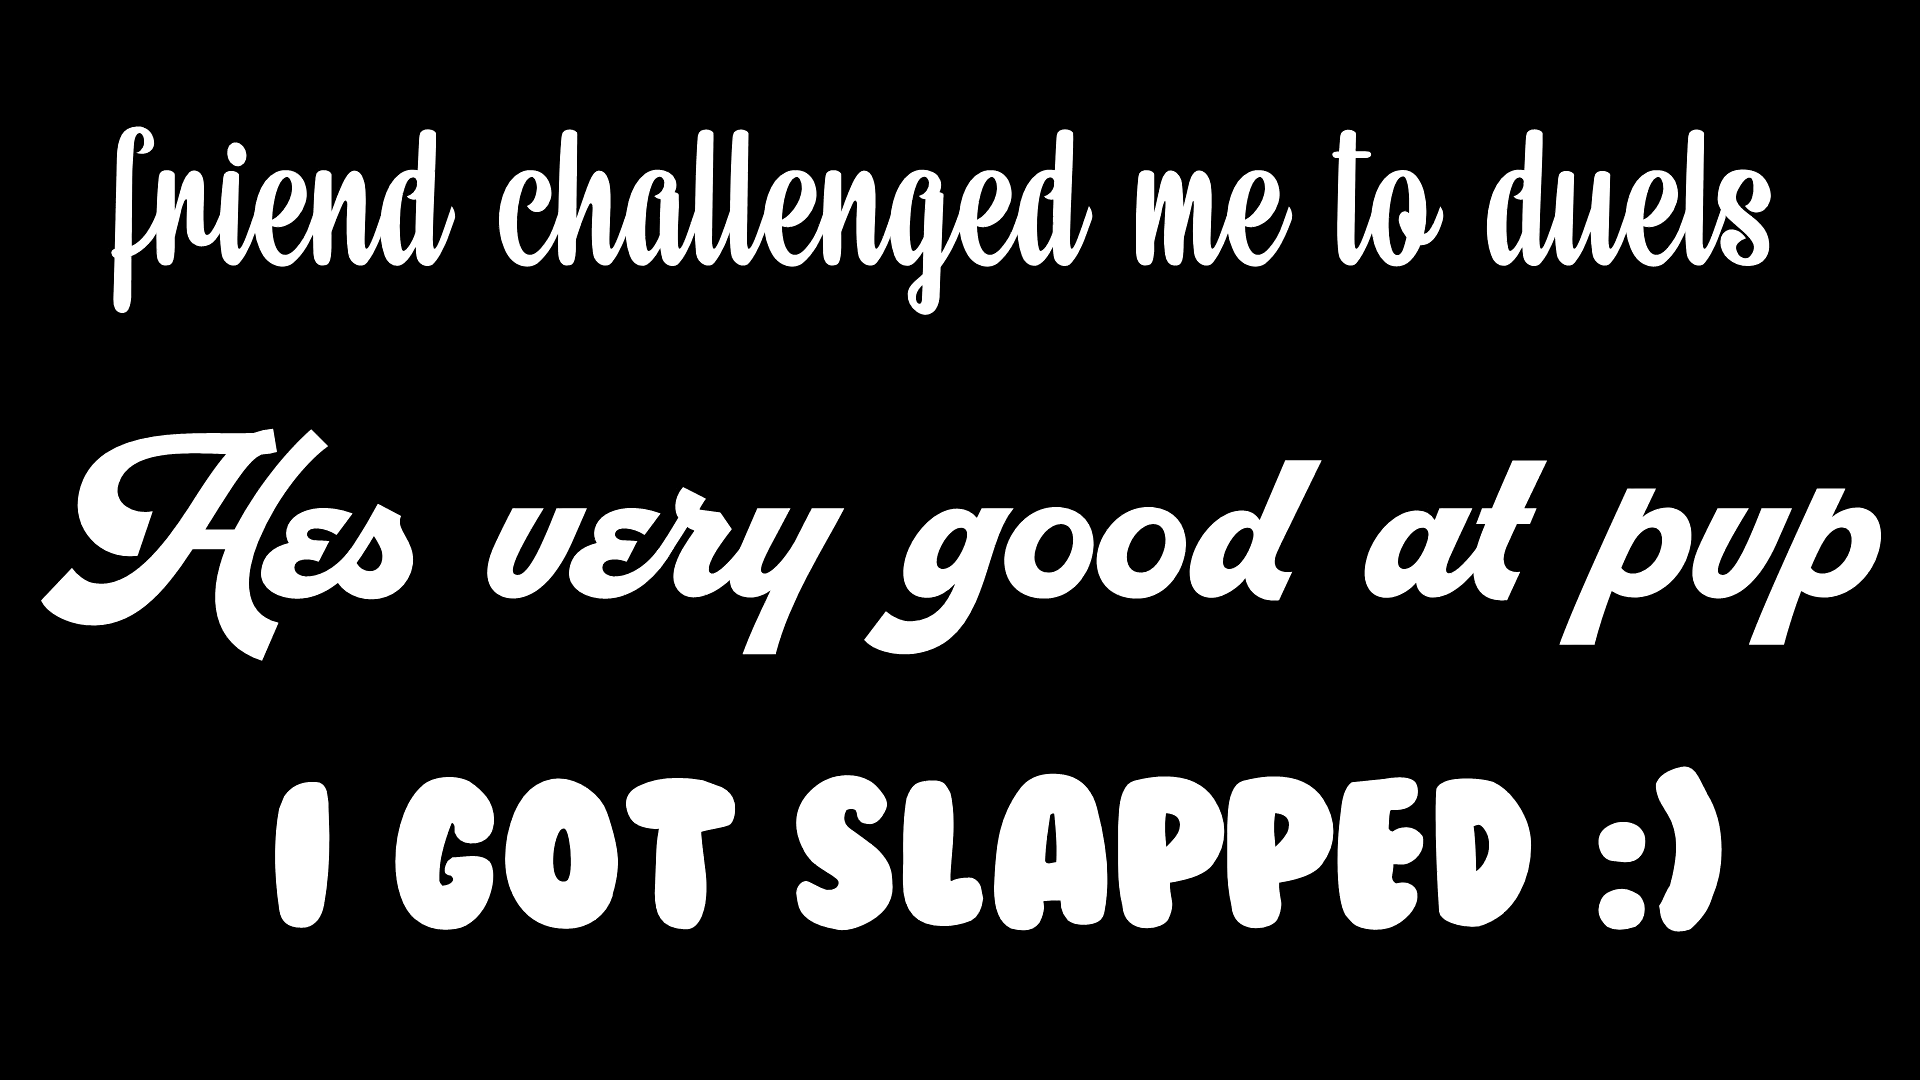 friend challenged me to duels
Hes very good at pvp
I GOT SLAPPED :)